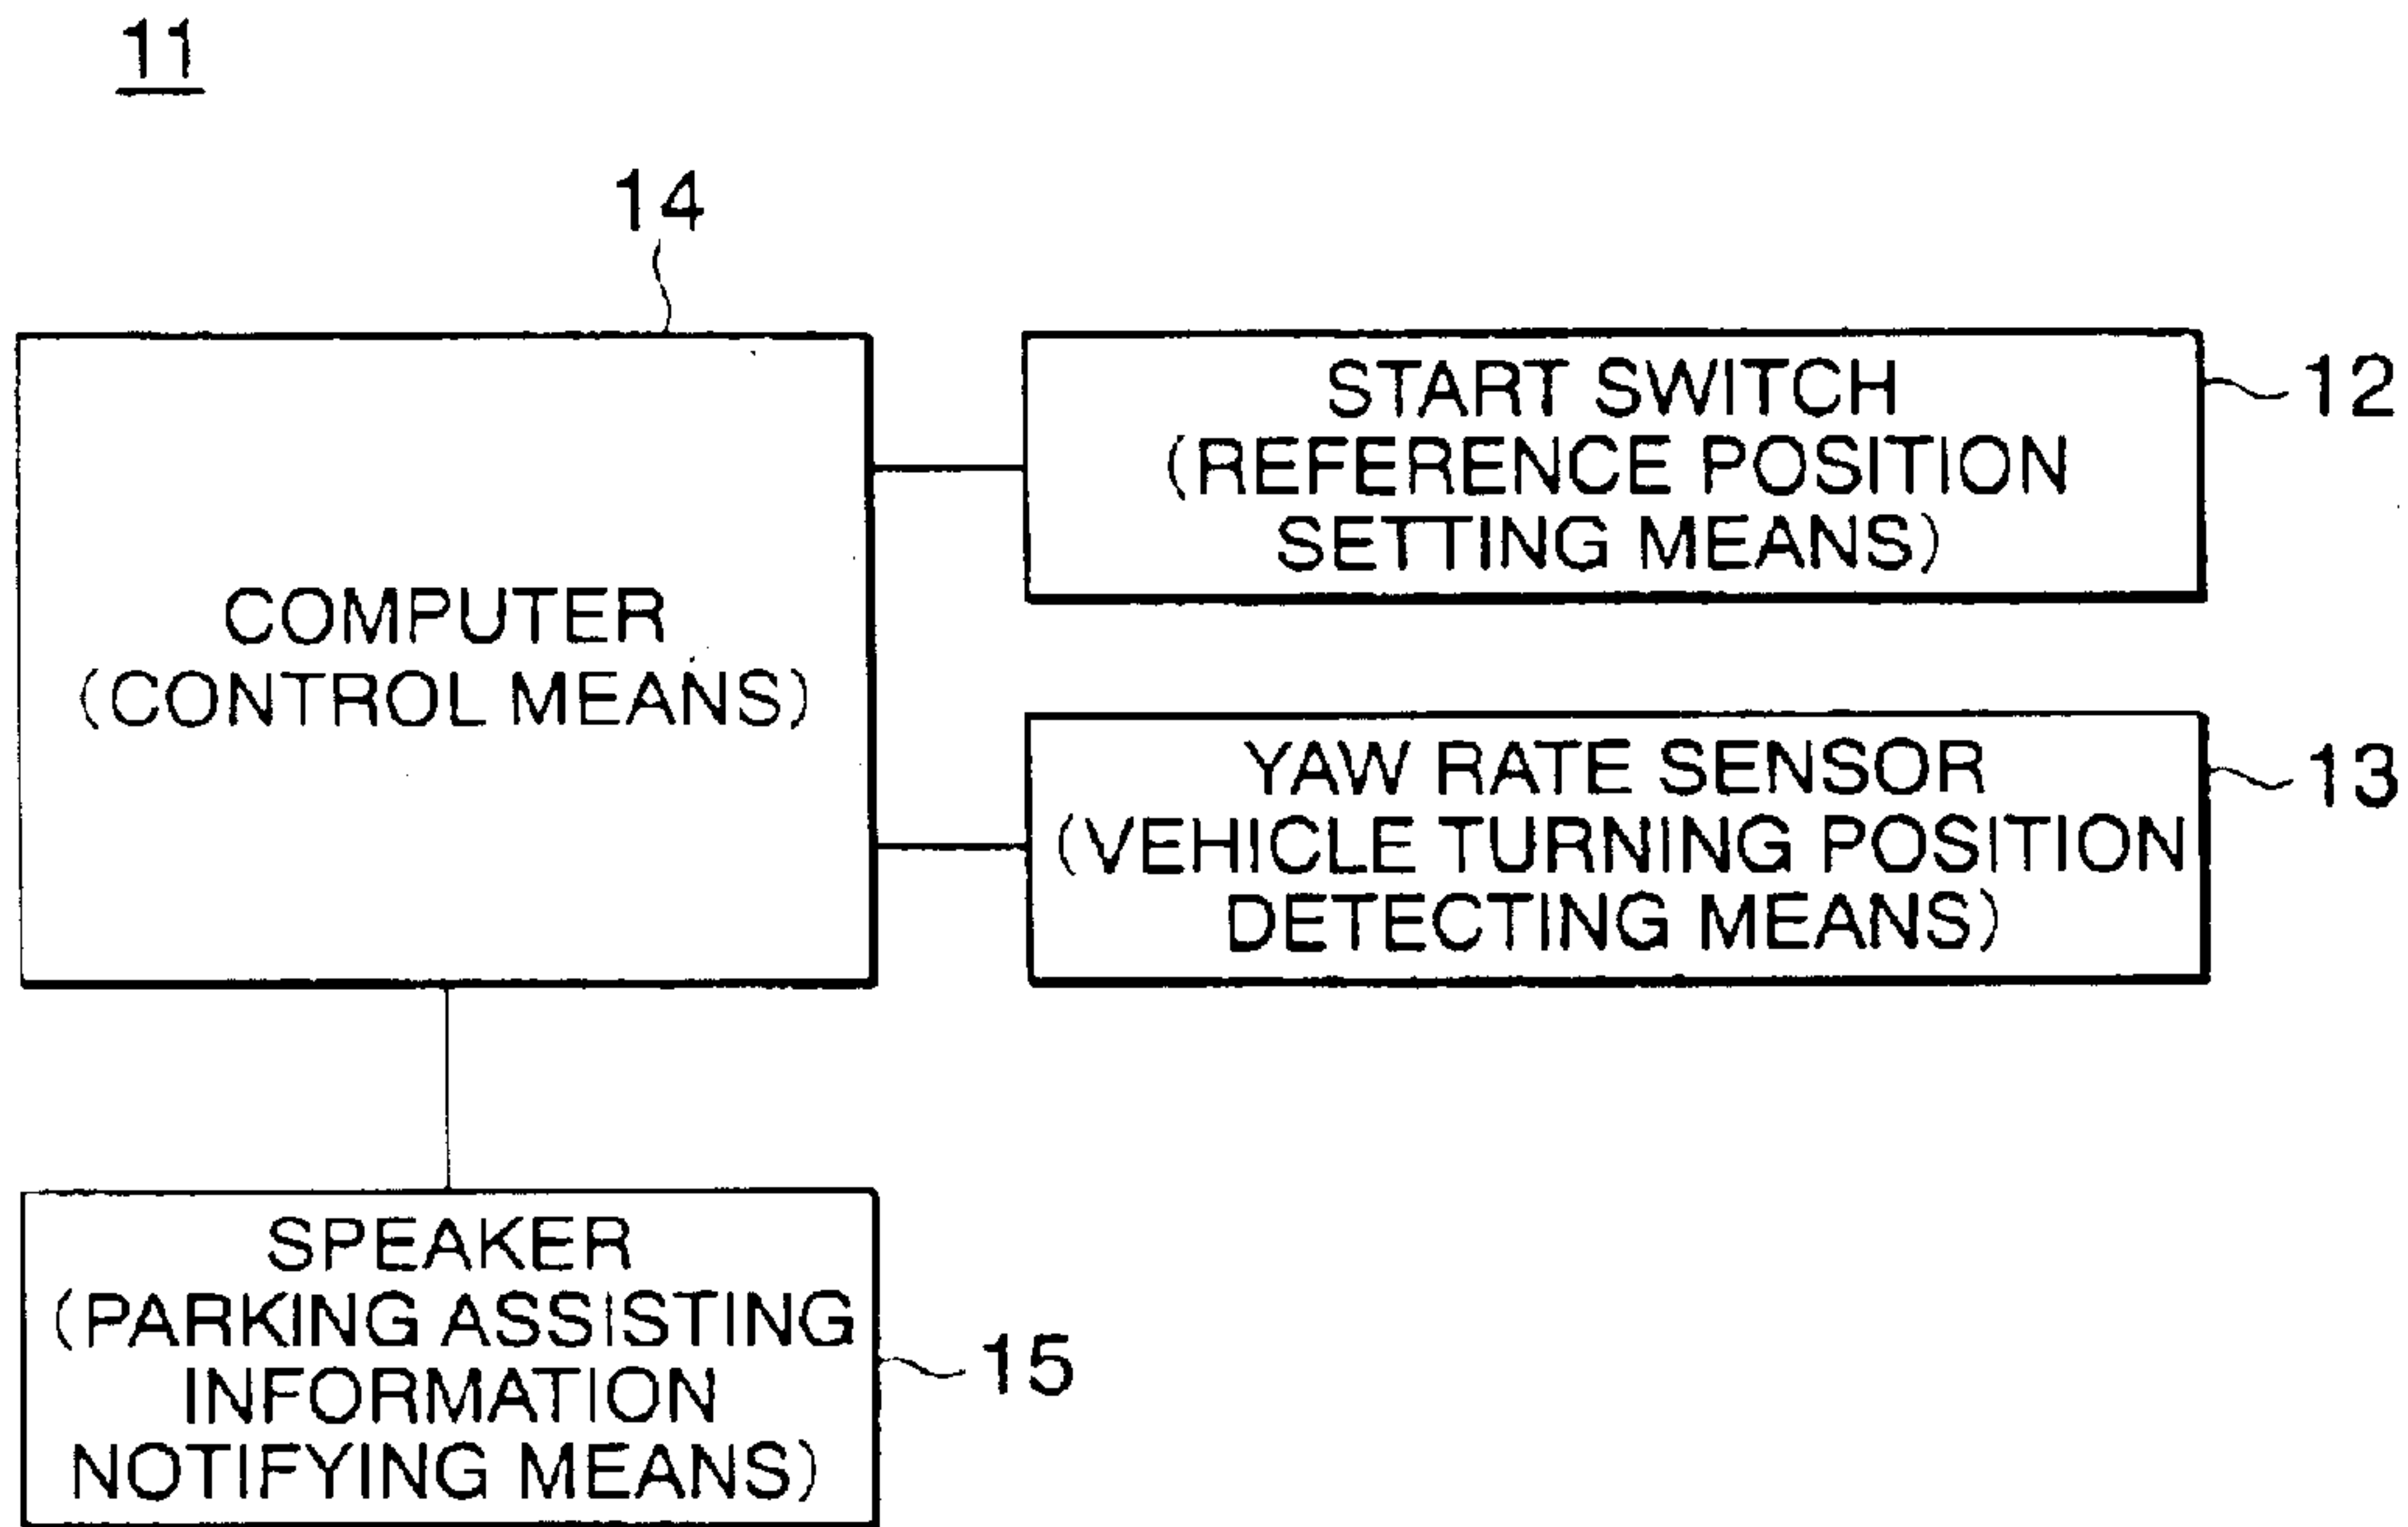 11
14
COMPUTER
(CONTROL MEANS)
START SWITCH
(REFERENCE POSITION
SETTING MEANS)
12
YAW RATE SENSOR
(VEHICLE TURNING POSITION
DETECTING MEANS)
13
SPEAKER
(PARKING ASSISTING
INFORMATION
NOTIFYING MEANS)
15